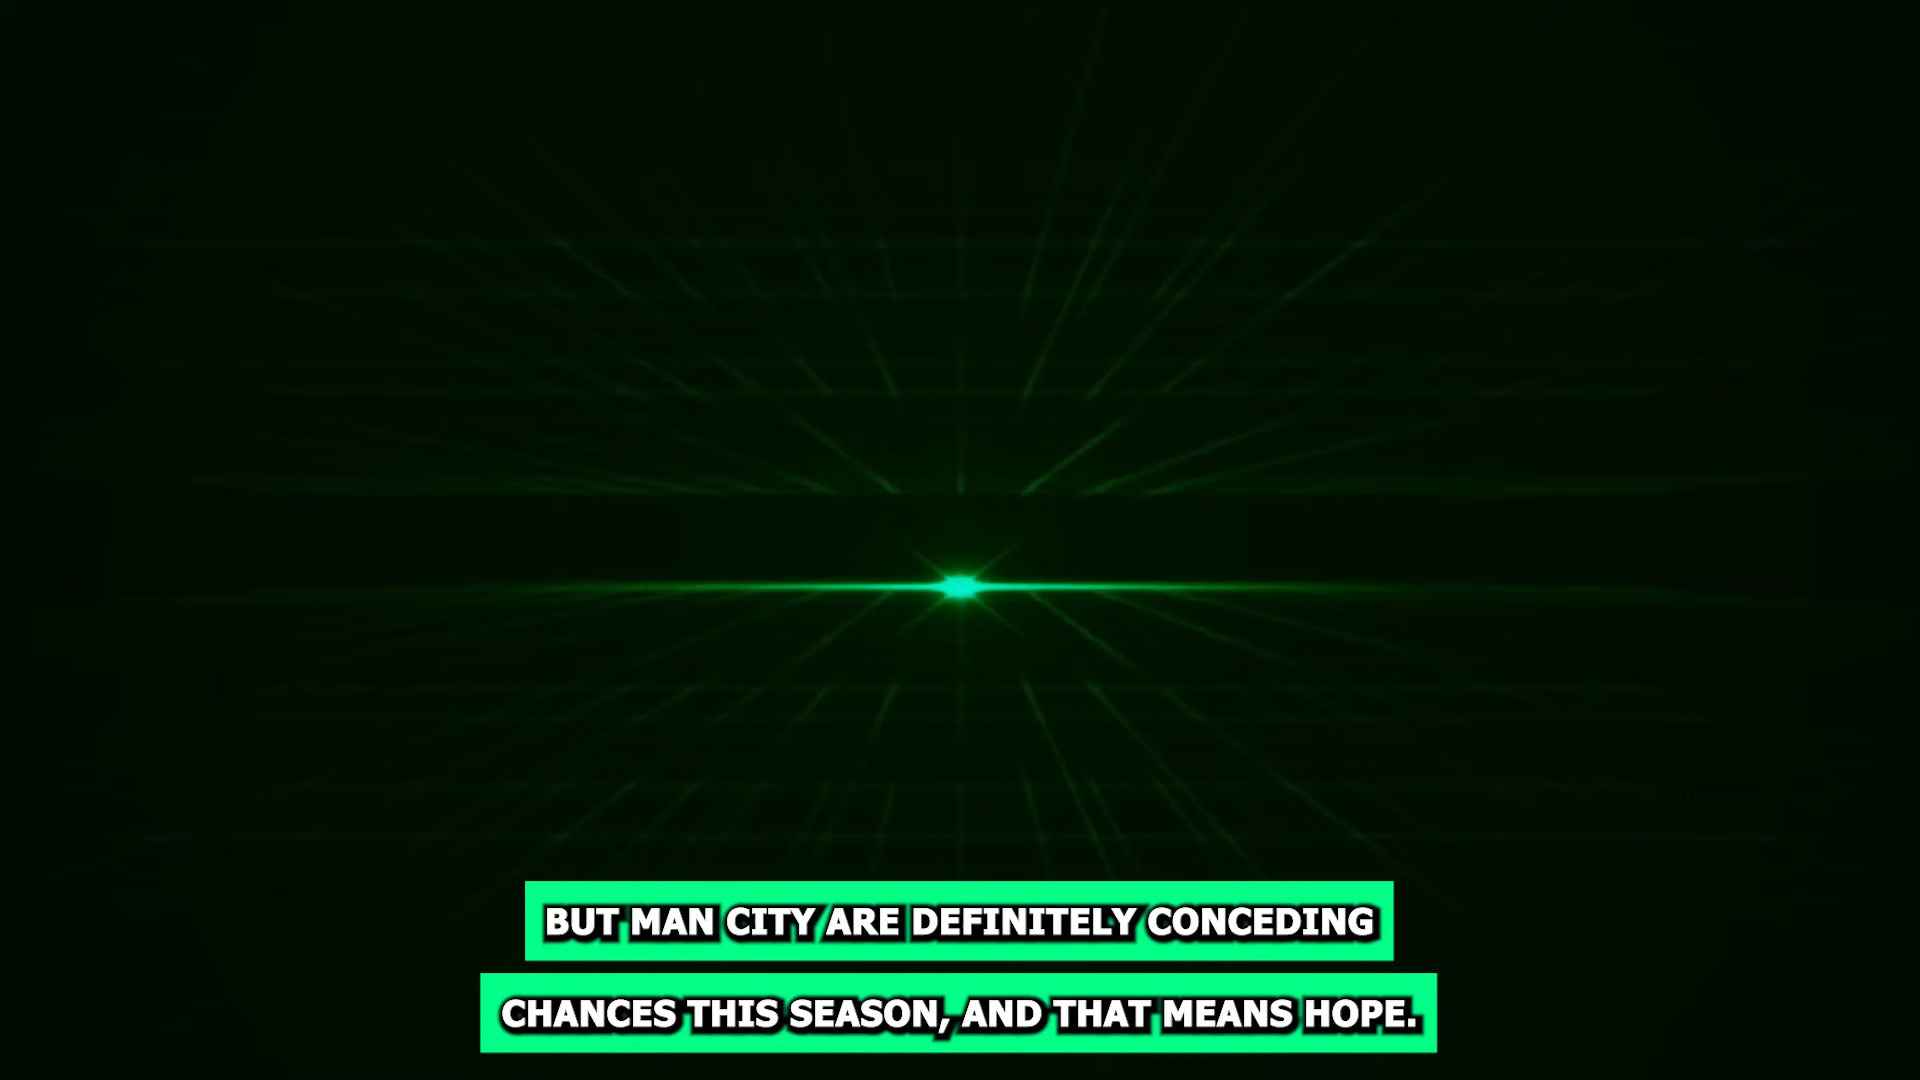 BUT MAN CITY ARE DEFINITELY CONCEDING
CHANCES THIS SEASON, AND THAT MEANS HOPE.